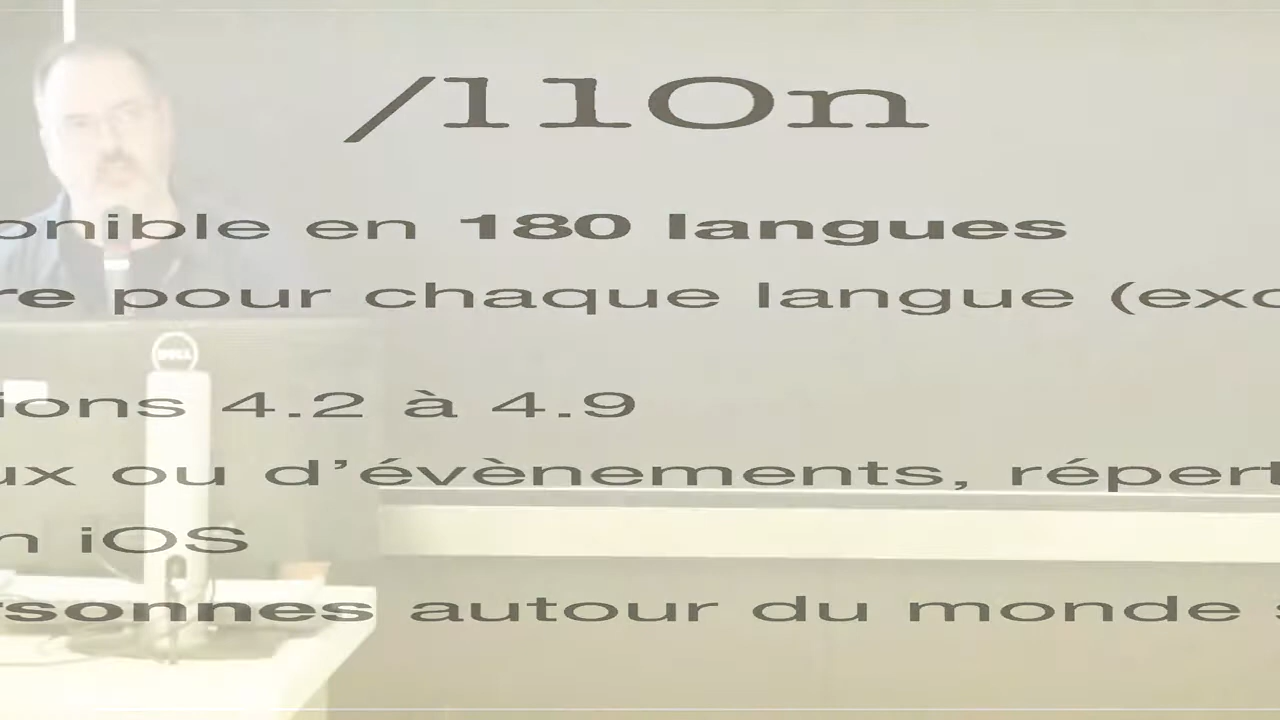 /l10n
onible en 180 langues
re pour chaque langue (exc
ions 4.2 à 4.9
ux ou d’évènements, répert
n iOS
rsonnes autour du monde
DELL